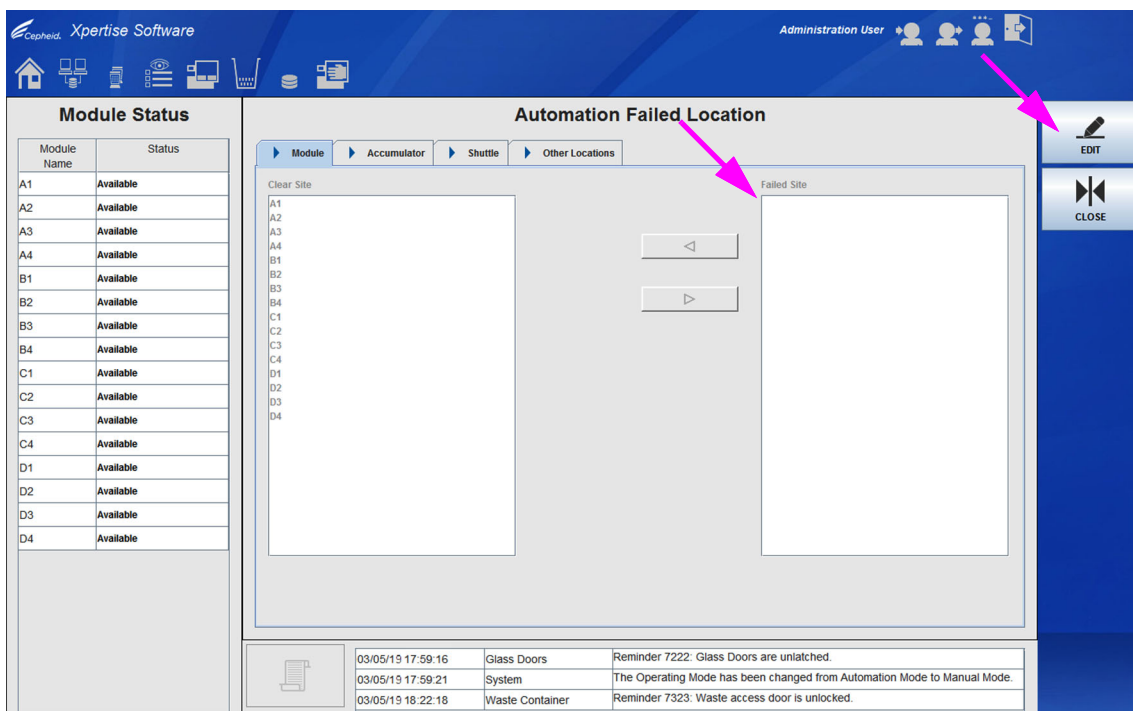 Cepheid. Xpertise Software
Administration User
Module Status
Module Name Status
A1 Available
A2 Available
A3 Available
A4 Available
B1 Available
B2 Available
B3 Available
B4 Available
C1 Available
C2 Available
C3 Available
C4 Available
D1 Available
D2 Available
D3 Available
D4 Available
Automation Failed Location
Module Accumulator Shuttle Other Locations
Clear Site Failed Site
A1
A2
A3
A4
B1
B2
B3
B4
C1
C2
C3
C4
D1
D2
D3
D4
03/05/19 17:59:16 Glass Doors Reminder 7222: Glass Doors are unlatched.
03/05/19 17:59:21 System The Operating Mode has been changed from Automation Mode to Manual Mode.
03/05/19 18:22:18 Waste Container Reminder 7323: Waste access door is unlocked.
EDIT
CLOSE